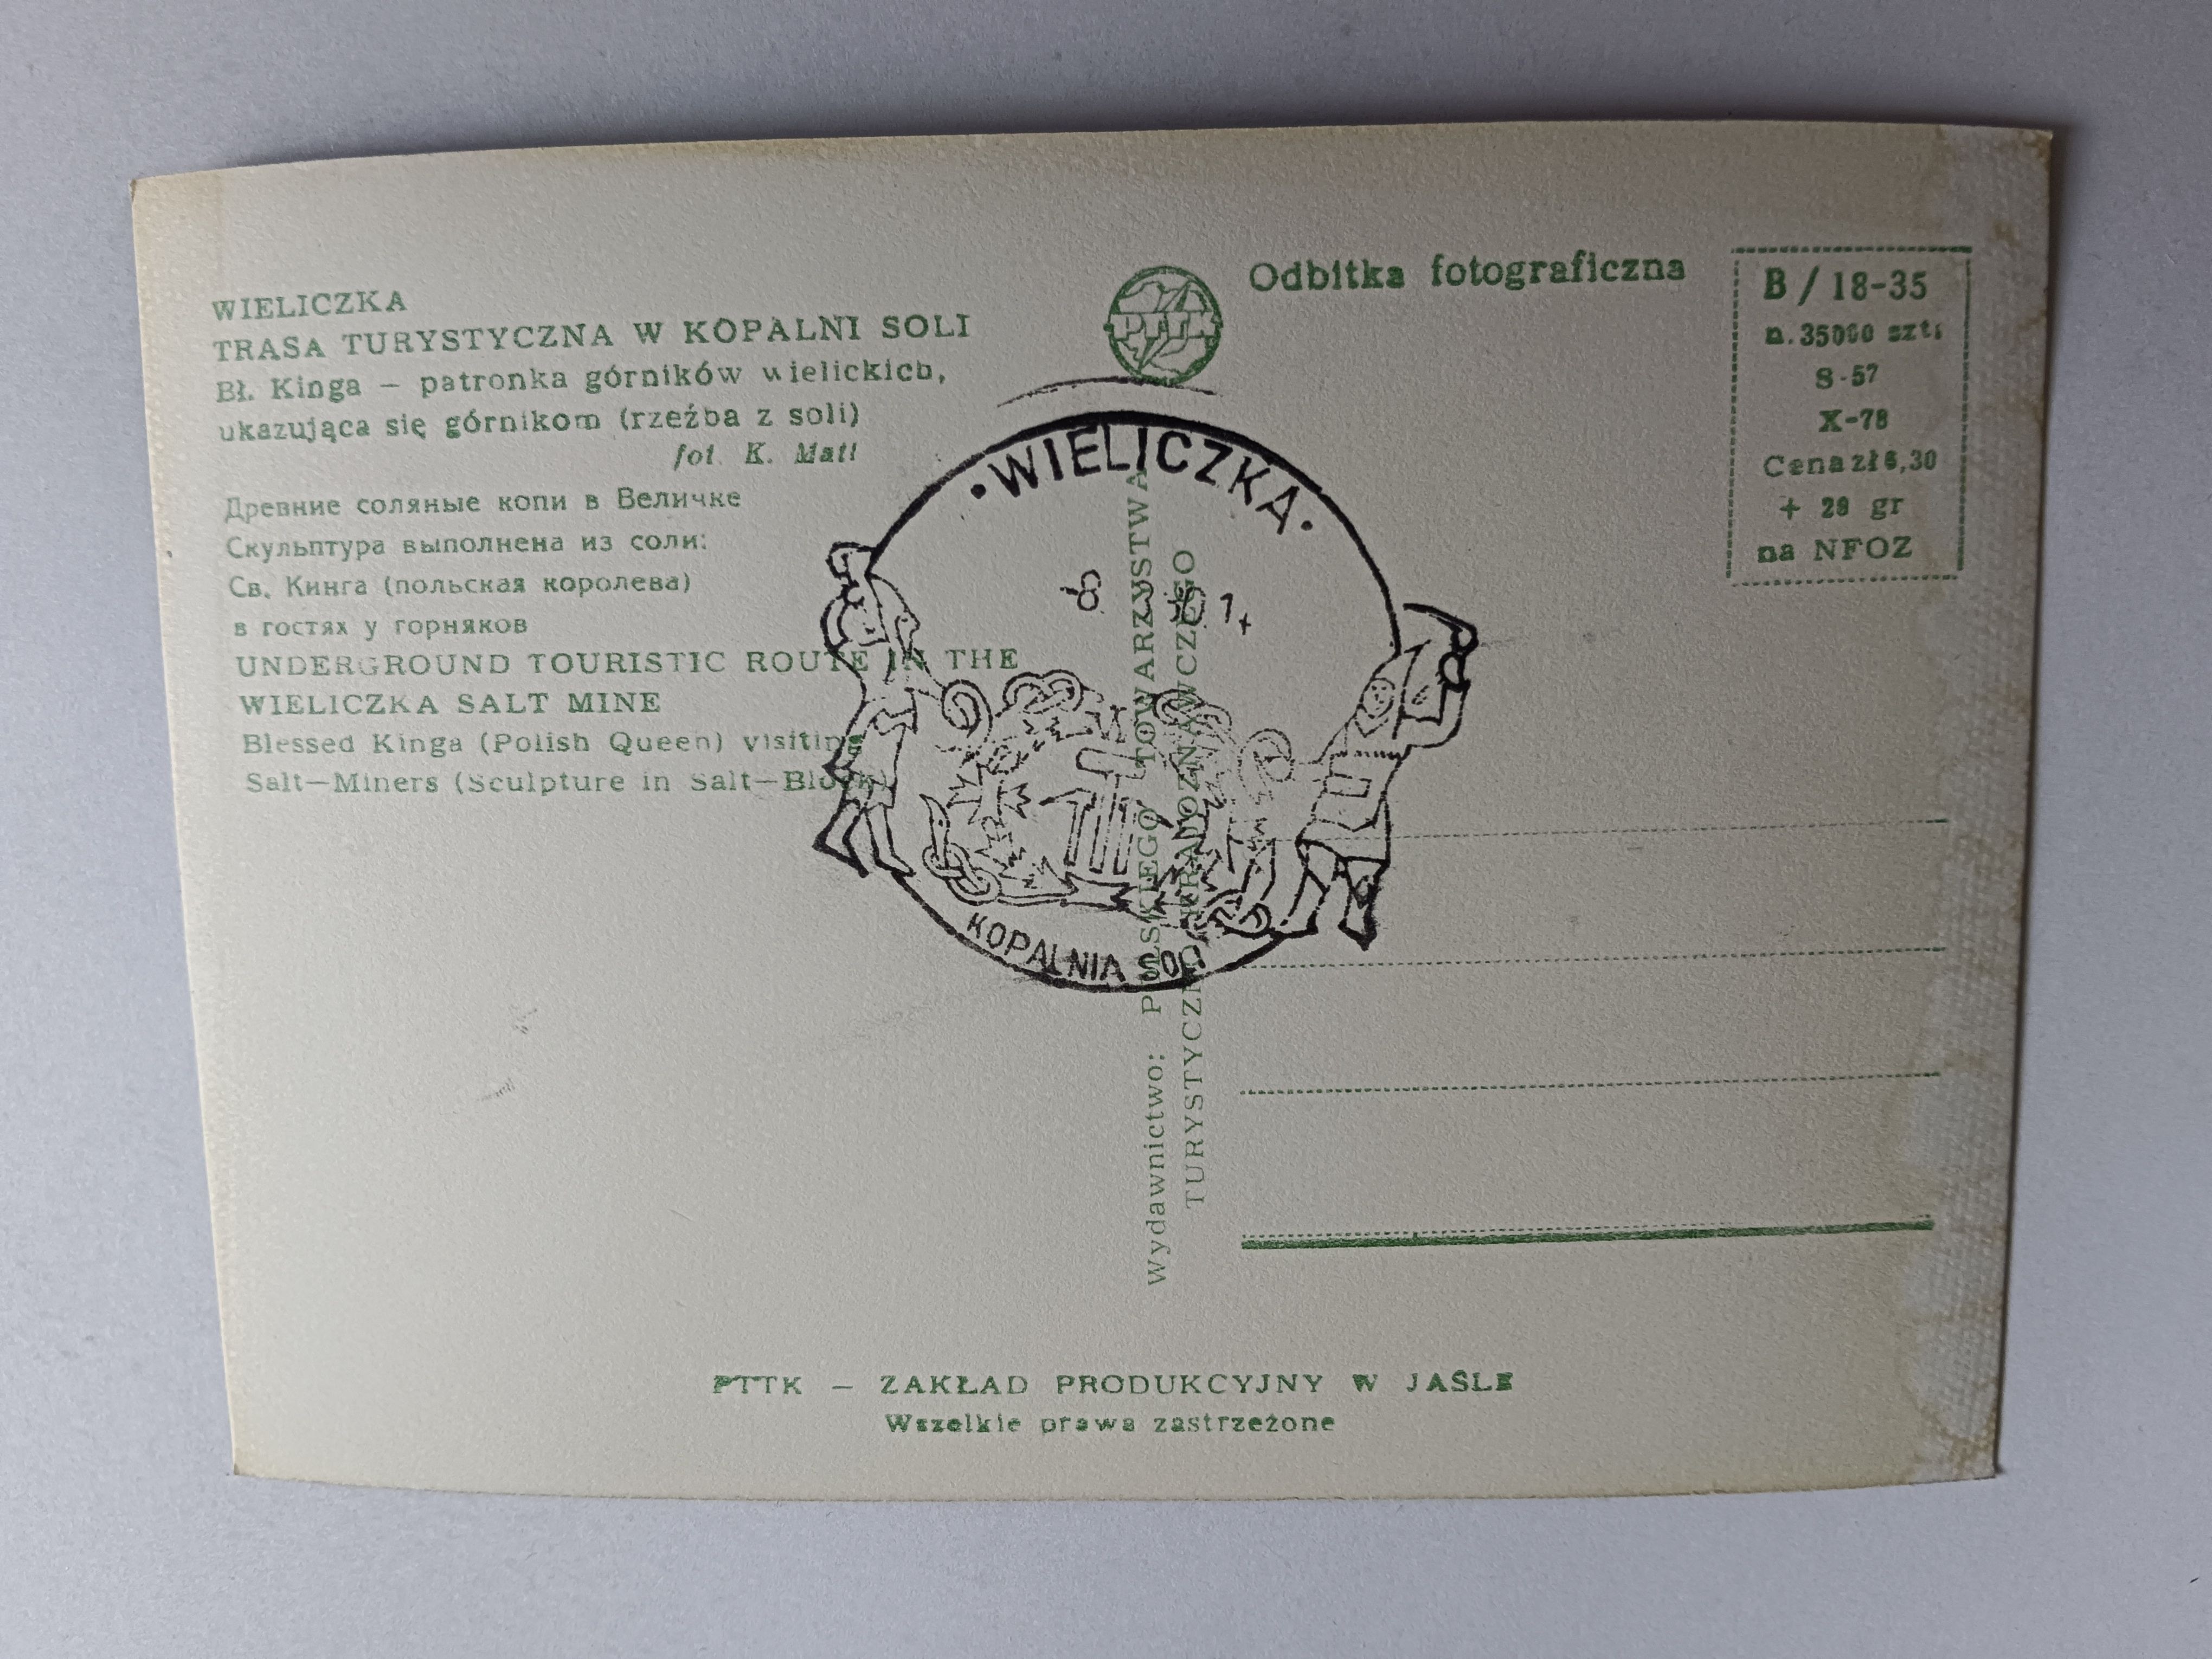 WIELICZKA
TRASA TURYSTYCZNA W KOPALNI SOLI
Bł. Kinga — patronka górników wielickich,
ukazująca się górnikom (rzeźba z soli)
fot. K. Mati
Древние соляные копи в Величке
Скульптура выполнена из соли:
Св. Кинга (польская королева)
в гостях у горняков
UNDERGROUND TOURISTIC ROUTE IN THE
WIELICZKA SALT MINE
Blessed Kinga (Polish Queen) visiting
Salt—Miners (Sculpture in Salt—Block)
PTTK
Odbitka fotograficzna
B / 18-35
n. 35000 szt.
S-57
X-78
Cena zł 6,30
+ 20 gr
na NFOZ
• WIELICZKA •
KOPALNIA SOLI
Wydawnictwo: POLSKIEGO TOWARZYSTWA
TURYSTYCZNO KRAJOZNAWCZEGO
PTTK — ZAKŁAD PRODUKCYJNY W JAŚLE
Wszelkie prawa zastrzeżone